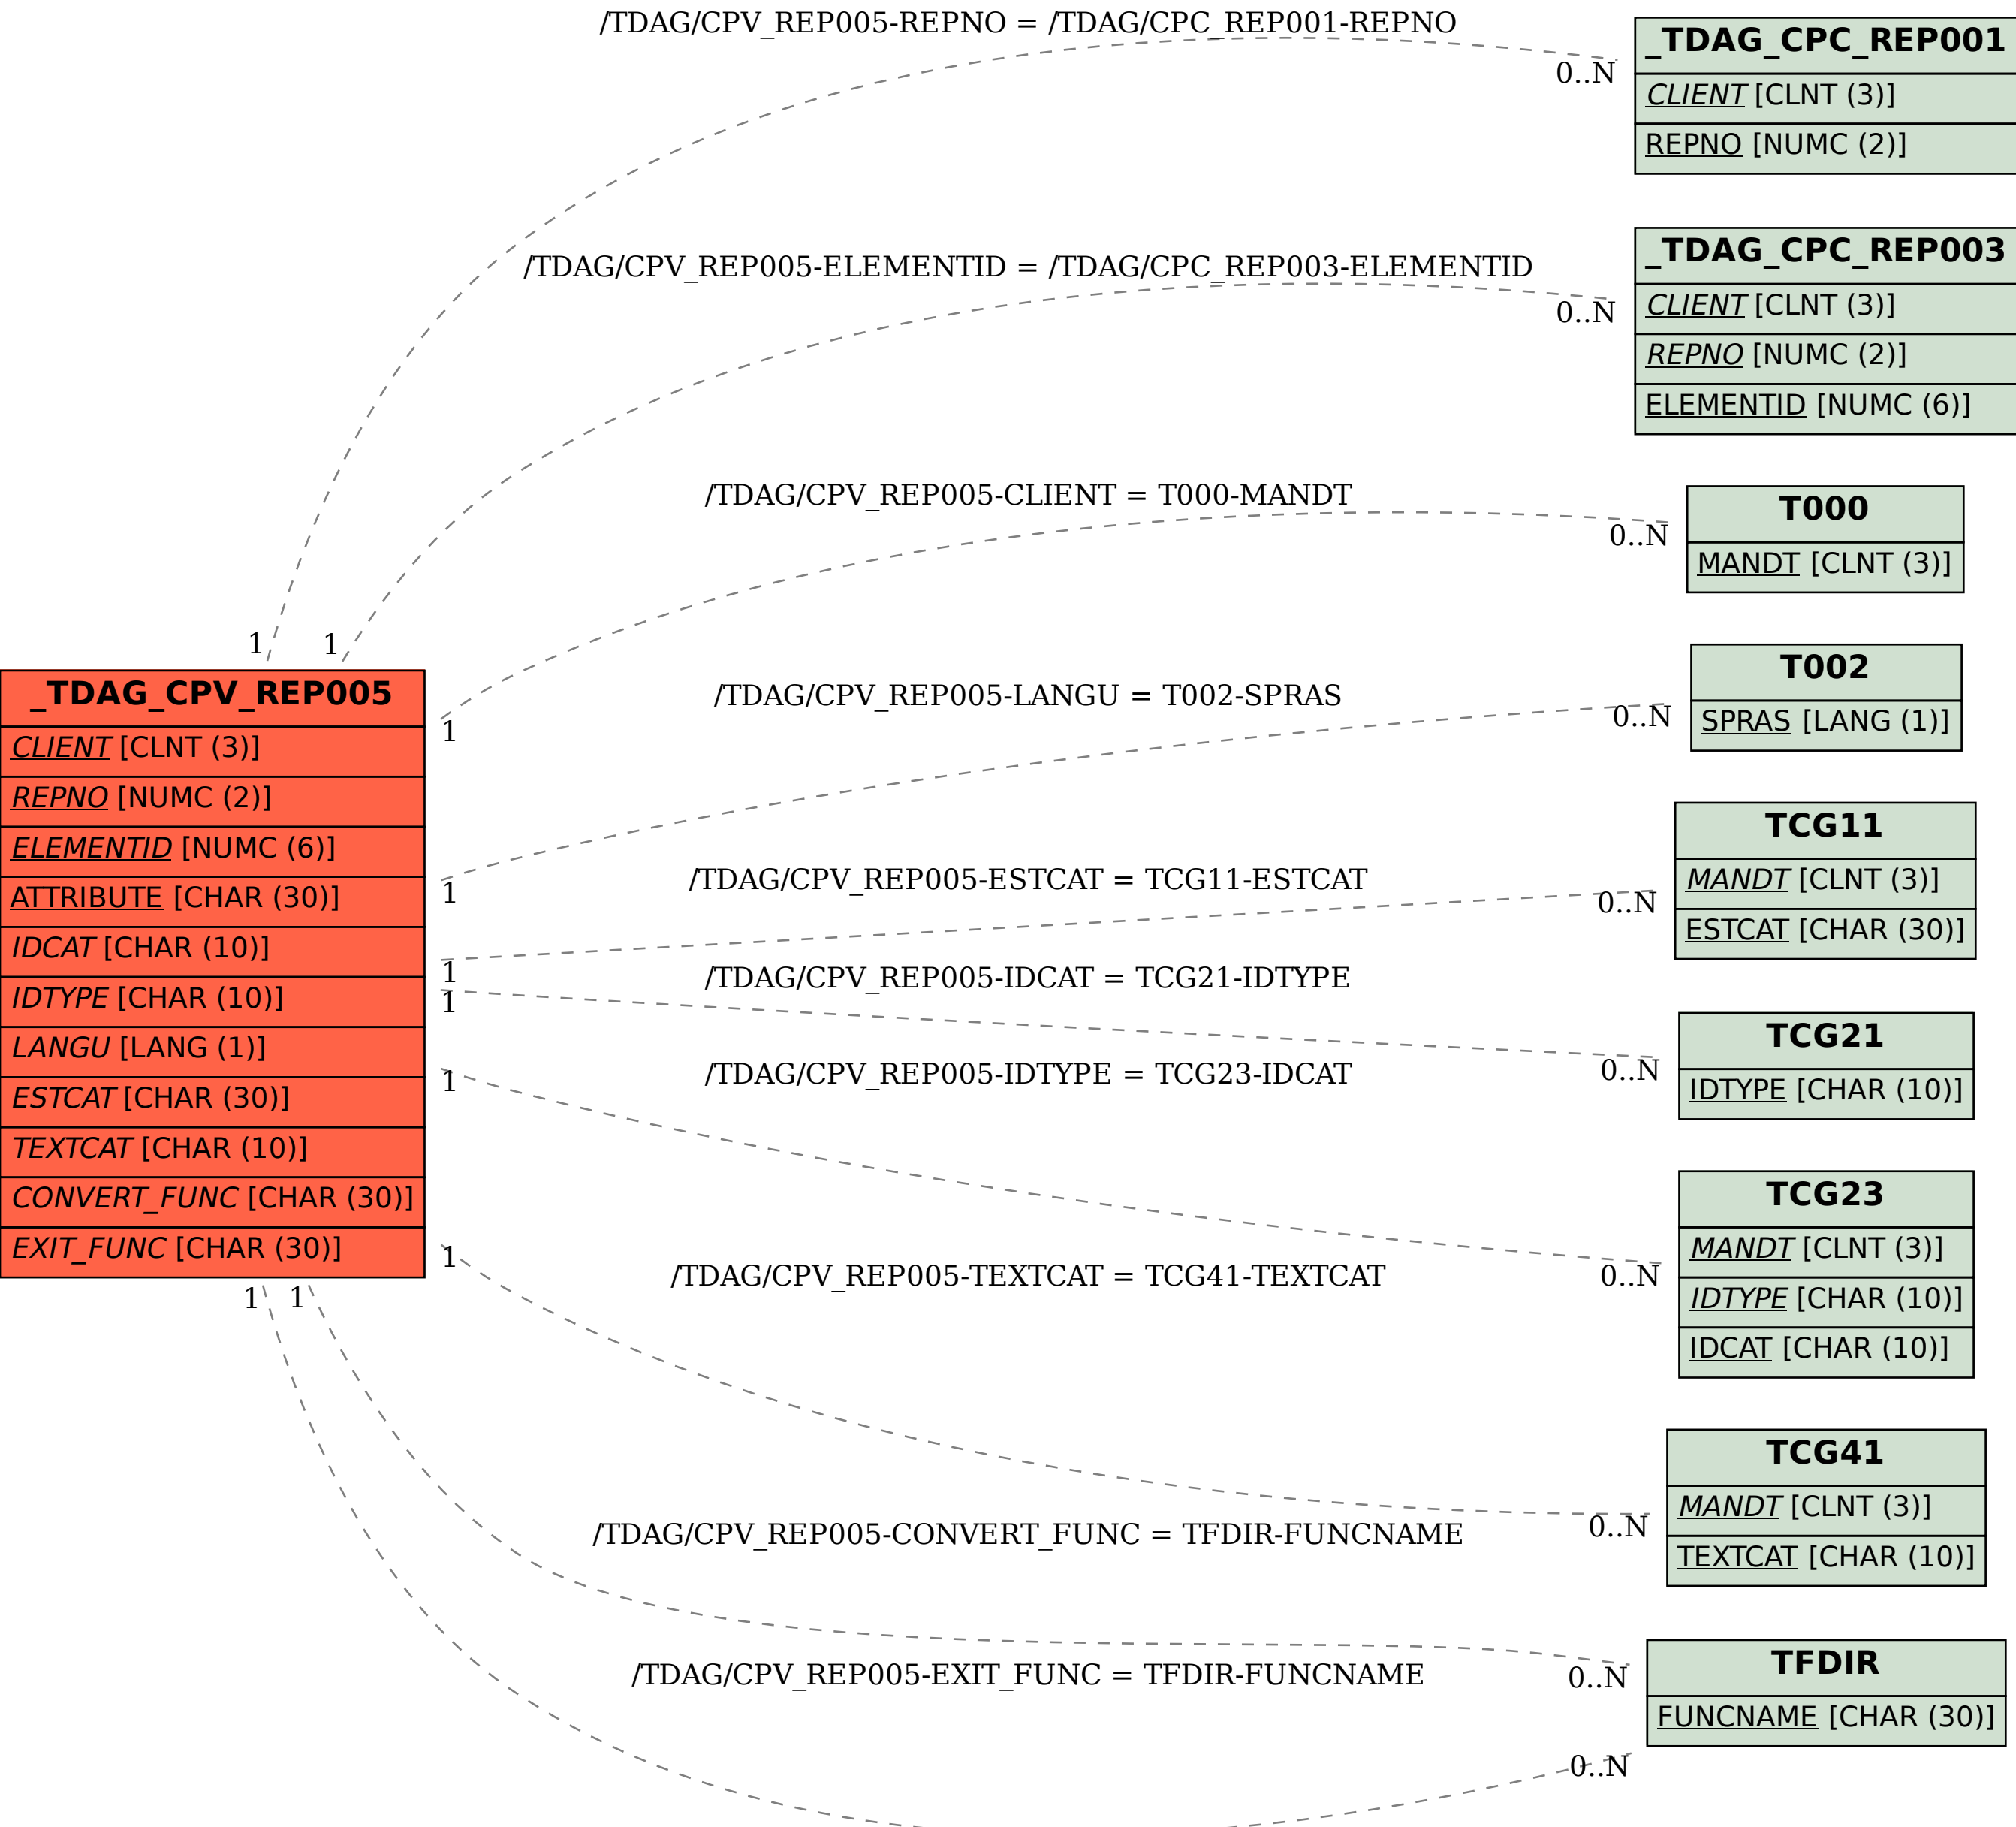 /TDAG/CPV_REP005-REPNO = /TDAG/CPC_REP001-REPNO
0..N
_TDAG_CPC_REP001
CLIENT [CLNT (3)]
REPNO [NUMC (2)]
/TDAG/CPV_REP005-ELEMENTID = /TDAG/CPC_REP003-ELEMENTID
0..N
_TDAG_CPC_REP003
CLIENT [CLNT (3)]
REPNO [NUMC (2)]
ELEMENTID [NUMC (6)]
/TDAG/CPV_REP005-CLIENT = T000-MANDT
0..N
T000
MANDT [CLNT (3)]
1
1
1
_TDAG_CPV_REP005
CLIENT [CLNT (3)]
REPNO [NUMC (2)]
ELEMENTID [NUMC (6)]
ATTRIBUTE [CHAR (30)]
IDCAT [CHAR (10)]
IDTYPE [CHAR (10)]
LANGU [LANG (1)]
ESTCAT [CHAR (30)]
TEXTCAT [CHAR (10)]
CONVERT_FUNC [CHAR (30)]
EXIT_FUNC [CHAR (30)]
/TDAG/CPV_REP005-LANGU = T002-SPRAS
1
0..N
T002
SPRAS [LANG (1)]
/TDAG/CPV_REP005-ESTCAT = TCG11-ESTCAT
1
0..N
TCG11
MANDT [CLNT (3)]
ESTCAT [CHAR (30)]
/TDAG/CPV_REP005-IDCAT = TCG21-IDTYPE
1
0..N
TCG21
IDTYPE [CHAR (10)]
/TDAG/CPV_REP005-IDTYPE = TCG23-IDCAT
1
0..N
TCG23
MANDT [CLNT (3)]
IDTYPE [CHAR (10)]
IDCAT [CHAR (10)]
/TDAG/CPV_REP005-TEXTCAT = TCG41-TEXTCAT
1
0..N
TCG41
MANDT [CLNT (3)]
TEXTCAT [CHAR (10)]
1
1
/TDAG/CPV_REP005-CONVERT_FUNC = TFDIR-FUNCNAME
0..N
/TDAG/CPV_REP005-EXIT_FUNC = TFDIR-FUNCNAME
0..N
TFDIR
FUNCNAME [CHAR (30)]